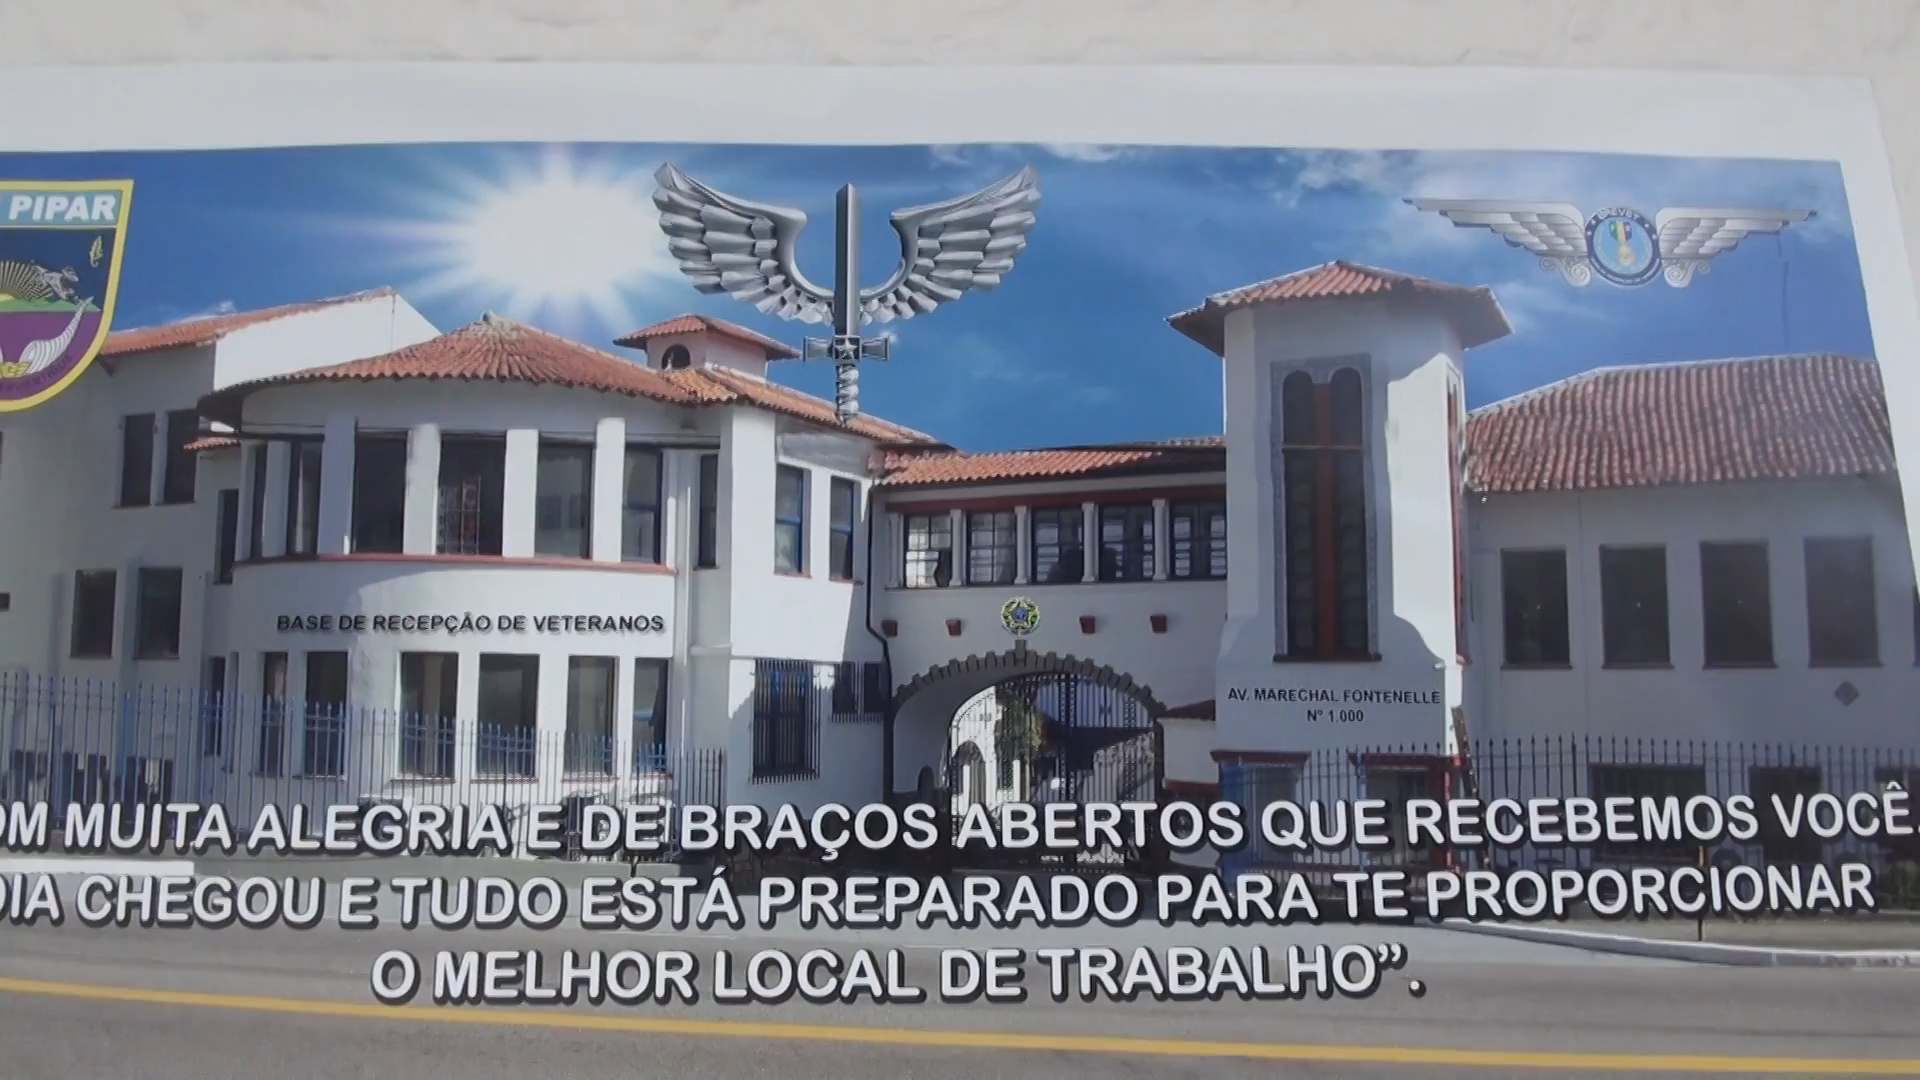 PIPAR
BASE DE RECEPÇÃO DE VETERANOS
AV. MARECHAL FONTENELLE
Nº 1.000
OM MUITA ALEGRIA E DE BRAÇOS ABERTOS QUE RECEBEMOS VOCÊ.
DIA CHEGOU E TUDO ESTÁ PREPARADO PARA TE PROPORCIONAR
O MELHOR LOCAL DE TRABALHO”.